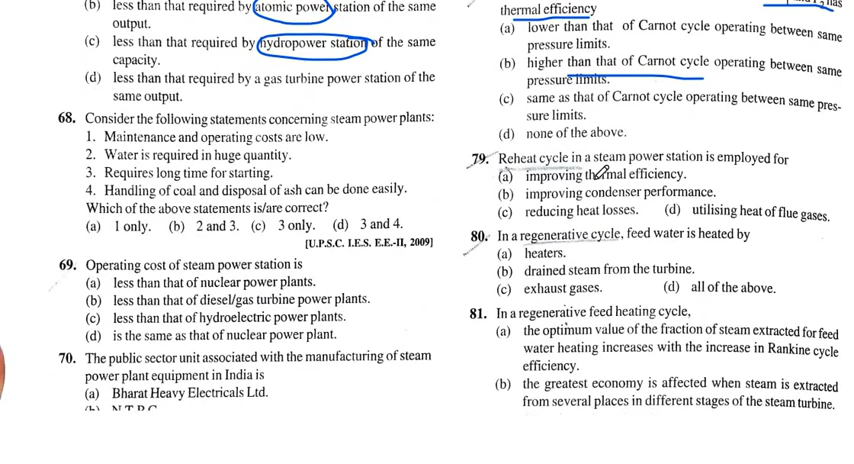 (b) less than that required by atomic power station of the same
output.
(c) less than that required by hydropower station of the same
capacity.
(d) less than that required by a gas turbine power station of the
same output.
68. Consider the following statements concerning steam power plants:
1. Maintenance and operating costs are low.
2. Water is required in huge quantity.
3. Requires long time for starting.
4. Handling of coal and disposal of ash can be done easily.
Which of the above statements is/are correct?
(a) 1 only. (b) 2 and 3. (c) 3 only. (d) 3 and 4.
[U.P.S.C. I.E.S. E.E.-II, 2009]
69. Operating cost of steam power station is
(a) less than that of nuclear power plants.
(b) less than that of diesel/gas turbine power plants.
(c) less than that of hydroelectric power plants.
(d) is the same as that of nuclear power plant.
70. The public sector unit associated with the manufacturing of steam
power plant equipment in India is
(a) Bharat Heavy Electricals Ltd.
(b) N T P C
has
thermal efficiency
(a) lower than that of Carnot cycle operating between same
pressure limits.
(b) higher than that of Carnot cycle operating between same
pressure limits.
(c) same as that of Carnot cycle operating between same pres-
sure limits.
(d) none of the above.
79. Reheat cycle in a steam power station is employed for
(a) improving thermal efficiency.
(b) improving condenser performance.
(c) reducing heat losses. (d) utilising heat of flue gases.
80. In a regenerative cycle, feed water is heated by
(a) heaters.
(b) drained steam from the turbine.
(c) exhaust gases. (d) all of the above.
81. In a regenerative feed heating cycle,
(a) the optimum value of the fraction of steam extracted for feed
water heating increases with the increase in Rankine cycle
efficiency.
(b) the greatest economy is affected when steam is extracted
from several places in different stages of the steam turbine.